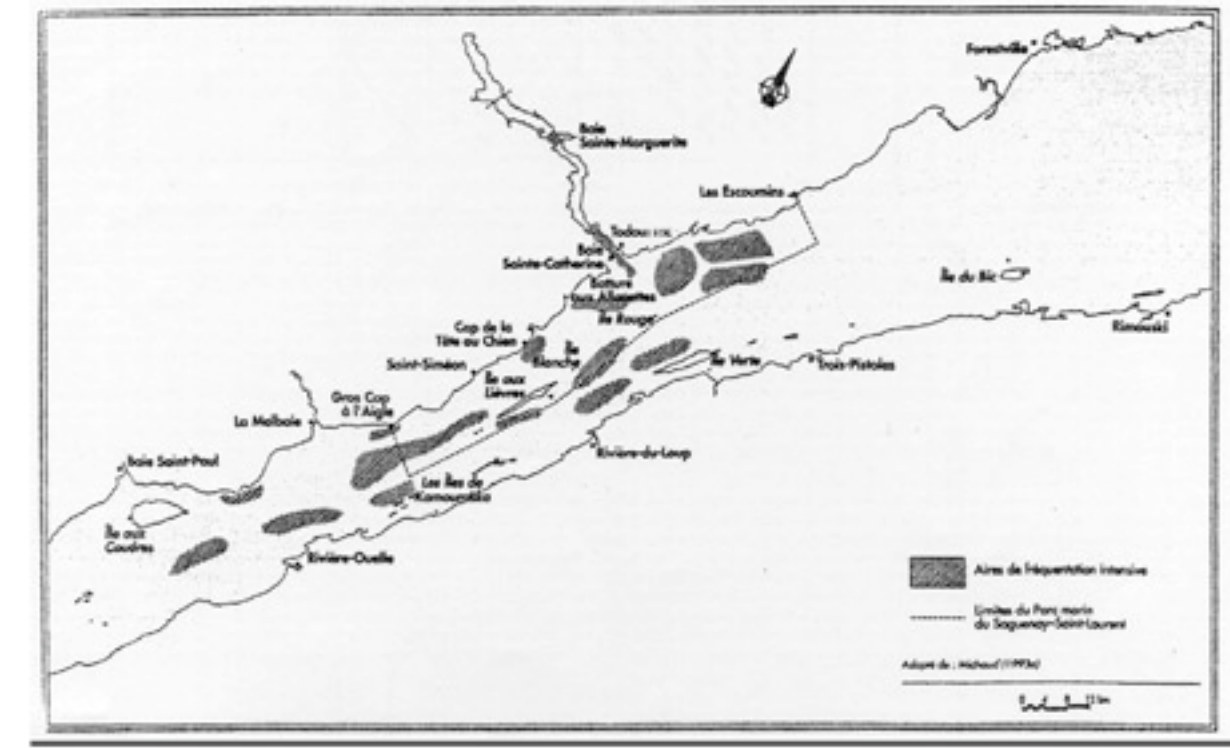 Forestville
Baie
Sainte-Marguerite
Les Escoumins
Baie
Sainte-Catherine
Batture
aux Alouettes
Île Rouge
Île du Bic
Rimouski
Cap de la
Tête au Chien
Île
Blanche
Île Verte
Trois-Pistoles
Saint-Siméon
Île aux
Lièvres
Gros Cap
à l'Aigle
La Malbaie
Rivière-du-Loup
Baie Saint-Paul
Les Îles de
Kamouraska
Île aux
Coudres
Rivière-Ouelle
Aires de fréquentation intensive
Limites du Parc marin
du Saguenay-Saint-Laurent
Adapté de : Michaud (1993a)